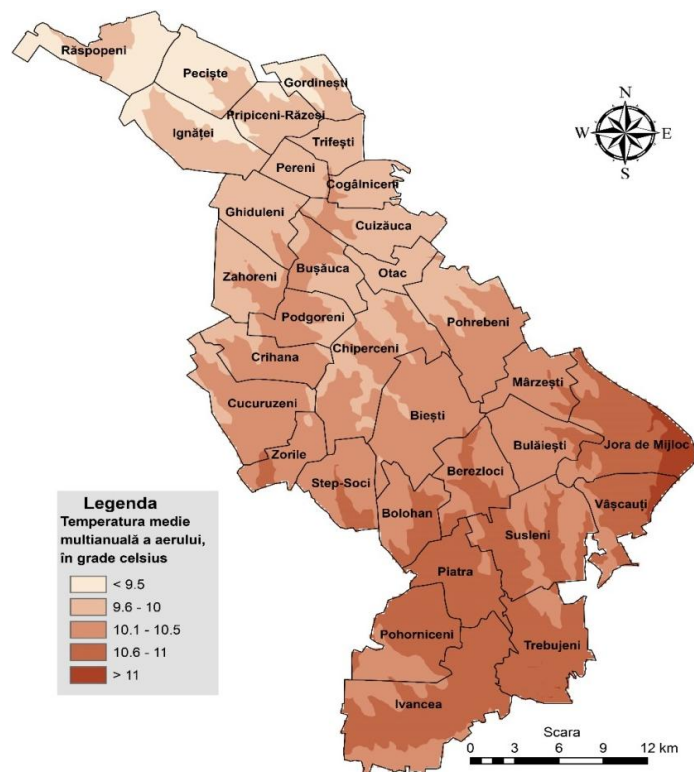 Răspopeni
Peciște
Gordinești
Pripiceni-Răzeși
Ignăței
Trifești
Pereni
Cogâlniceni
Ghiduleni
Cuizăuca
Bușăuca
Otac
Zahoreni
Podgoreni
Pohrebeni
Chiperceni
Crihana
Mârzești
Cucuruzeni
Biești
Bulăiești
Jora de Mijloc
Zorile
Step-Soci
Berezloci
Vâșcauți
Bolohan
Susleni
Piatra
Pohorniceni
Trebujeni
Ivancea
N
W E
S
Legenda
Temperatura medie
multianuală a aerului,
în grade celsius
< 9.5
9.6 - 10
10.1 - 10.5
10.6 - 11
> 11
Scara
0 3 6 9 12 km